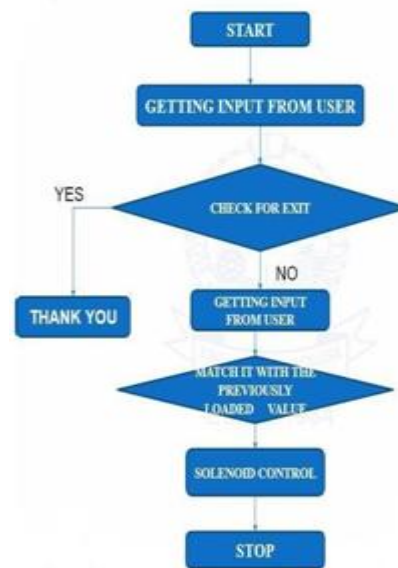 START
GETTING INPUT FROM USER
CHECK FOR EXIT
YES
NO
THANK YOU
GETTING INPUT
FROM USER
MATCH IT WITH THE
PREVIOUSLY
LOADED VALUE
SOLENOID CONTROL
STOP